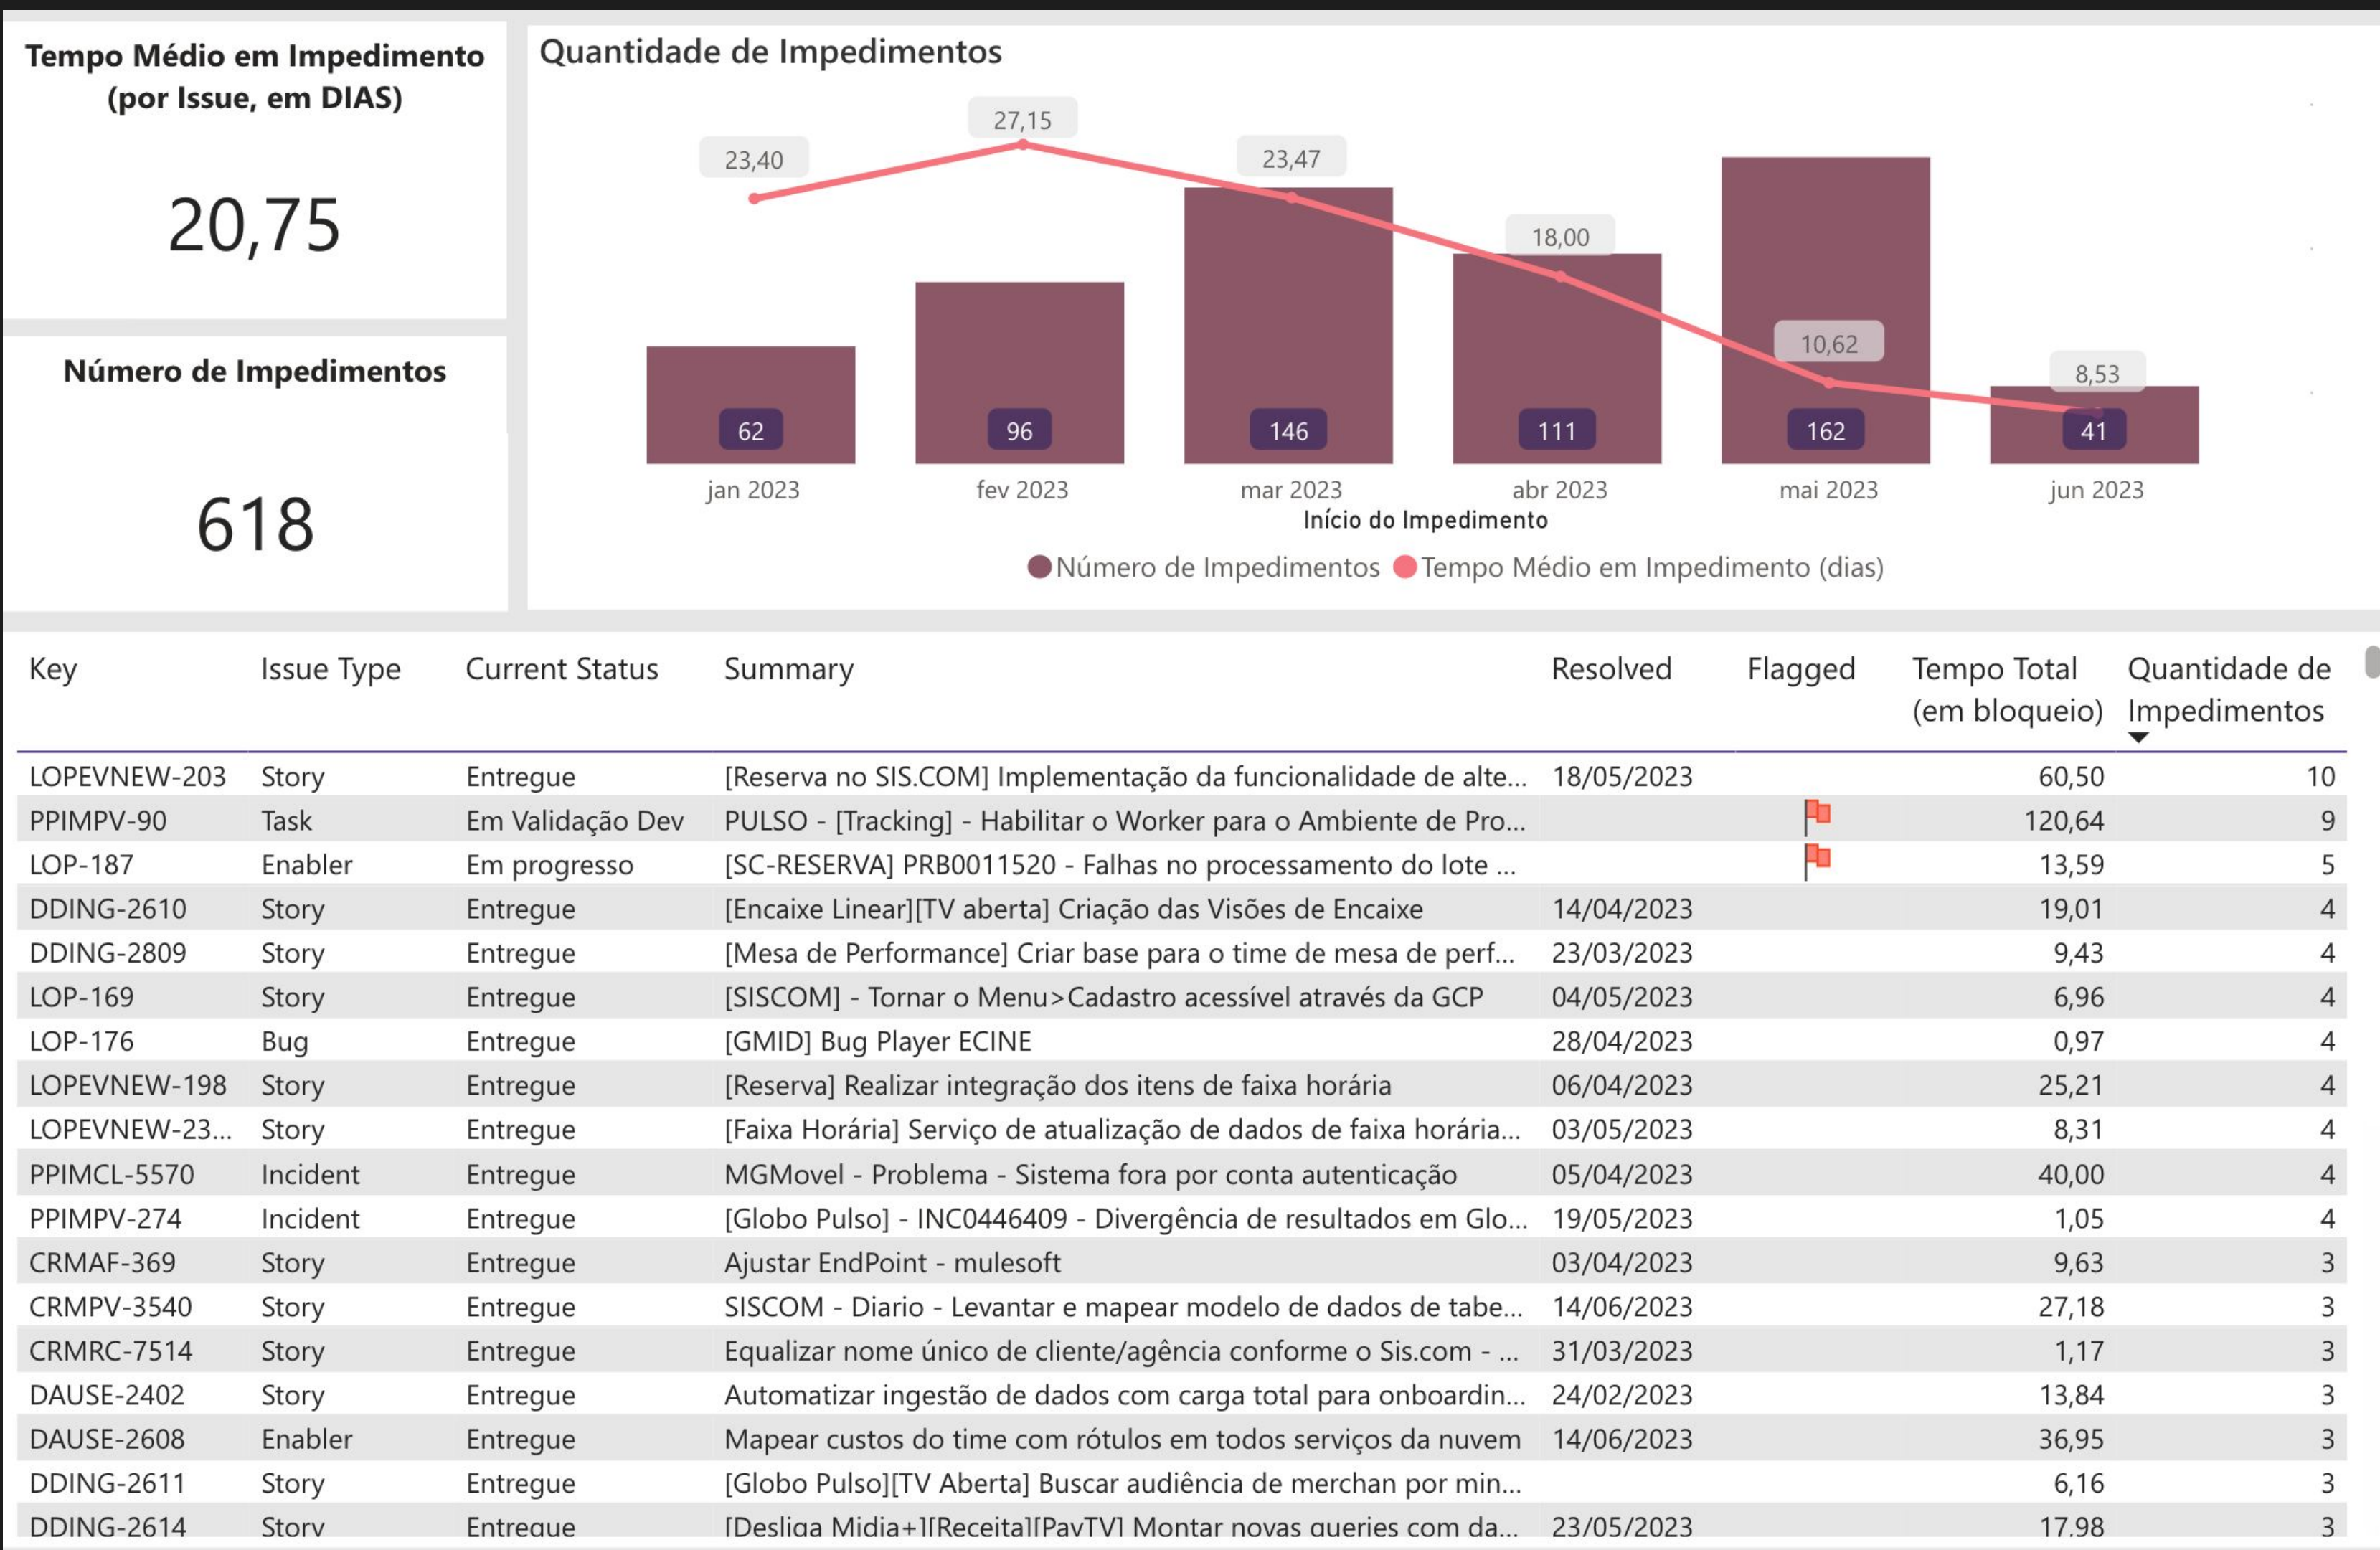 Tempo Médio em Impedimento
(por Issue, em DIAS)
20,75
Número de Impedimentos
618
Quantidade de Impedimentos
23,40
27,15
23,47
18,00
10,62
8,53
62
96
146
111
162
41
jan 2023
fev 2023
mar 2023
abr 2023
mai 2023
jun 2023
Início do Impedimento
Número de Impedimentos Tempo Médio em Impedimento (dias)
Key Issue Type Current Status Summary Resolved Flagged Tempo Total (em bloqueio) Quantidade de Impedimentos
LOPEVNEW-203 Story Entregue [Reserva no SIS.COM] Implementação da funcionalidade de alte... 18/05/2023 60,50 10
PPIMPV-90 Task Em Validação Dev PULSO - [Tracking] - Habilitar o Worker para o Ambiente de Pro... 120,64 9
LOP-187 Enabler Em progresso [SC-RESERVA] PRB0011520 - Falhas no processamento do lote ... 13,59 5
DDING-2610 Story Entregue [Encaixe Linear][TV aberta] Criação das Visões de Encaixe 14/04/2023 19,01 4
DDING-2809 Story Entregue [Mesa de Performance] Criar base para o time de mesa de perf... 23/03/2023 9,43 4
LOP-169 Story Entregue [SISCOM] - Tornar o Menu>Cadastro acessível através da GCP 04/05/2023 6,96 4
LOP-176 Bug Entregue [GMID] Bug Player ECINE 28/04/2023 0,97 4
LOPEVNEW-198 Story Entregue [Reserva] Realizar integração dos itens de faixa horária 06/04/2023 25,21 4
LOPEVNEW-23... Story Entregue [Faixa Horária] Serviço de atualização de dados de faixa horária... 03/05/2023 8,31 4
PPIMCL-5570 Incident Entregue MGMovel - Problema - Sistema fora por conta autenticação 05/04/2023 40,00 4
PPIMPV-274 Incident Entregue [Globo Pulso] - INC0446409 - Divergência de resultados em Glo... 19/05/2023 1,05 4
CRMAF-369 Story Entregue Ajustar EndPoint - mulesoft 03/04/2023 9,63 3
CRMPV-3540 Story Entregue SISCOM - Diario - Levantar e mapear modelo de dados de tabe... 14/06/2023 27,18 3
CRMRC-7514 Story Entregue Equalizar nome único de cliente/agência conforme o Sis.com - ... 31/03/2023 1,17 3
DAUSE-2402 Story Entregue Automatizar ingestão de dados com carga total para onboardin... 24/02/2023 13,84 3
DAUSE-2608 Enabler Entregue Mapear custos do time com rótulos em todos serviços da nuvem 14/06/2023 36,95 3
DDING-2611 Story Entregue [Globo Pulso][TV Aberta] Buscar audiência de merchan por min... 6,16 3
DDING-2614 Story Entregue [Desliga Midia+][Receita][PayTV] Montar novas queries com da... 23/05/2023 17,98 3